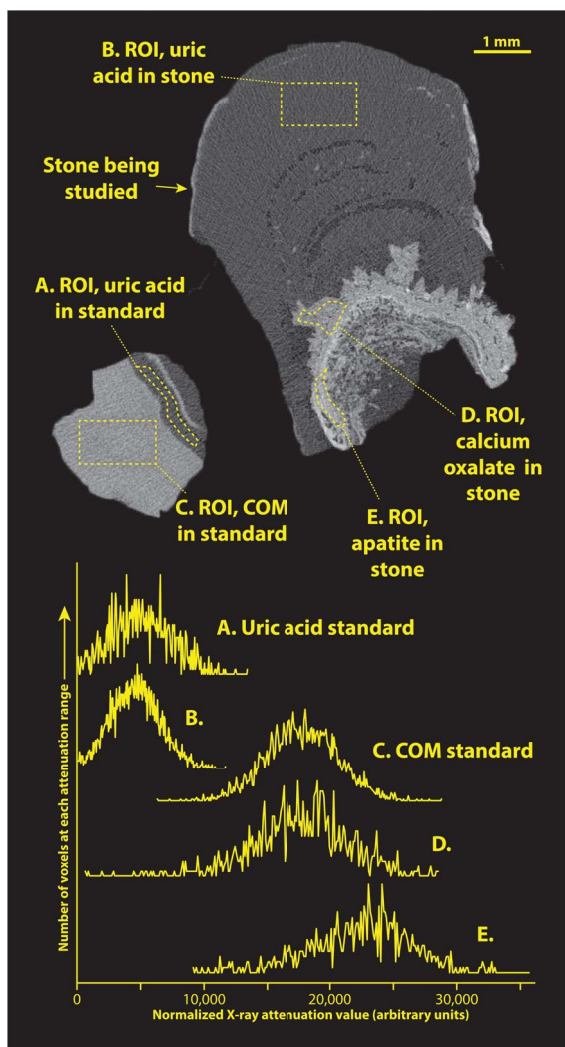 B. ROI, uric
acid in stone
1 mm
Stone being
studied
A. ROI, uric acid
in standard
D. ROI,
calcium
oxalate in
stone
C. ROI, COM
in standard
E. ROI,
apatite in
stone
Number of voxels at each attenuation range
A. Uric acid standard
B.
C. COM standard
D.
E.
0
10,000
20,000
30,000
Normalized X-ray attenuation value (arbitrary units)